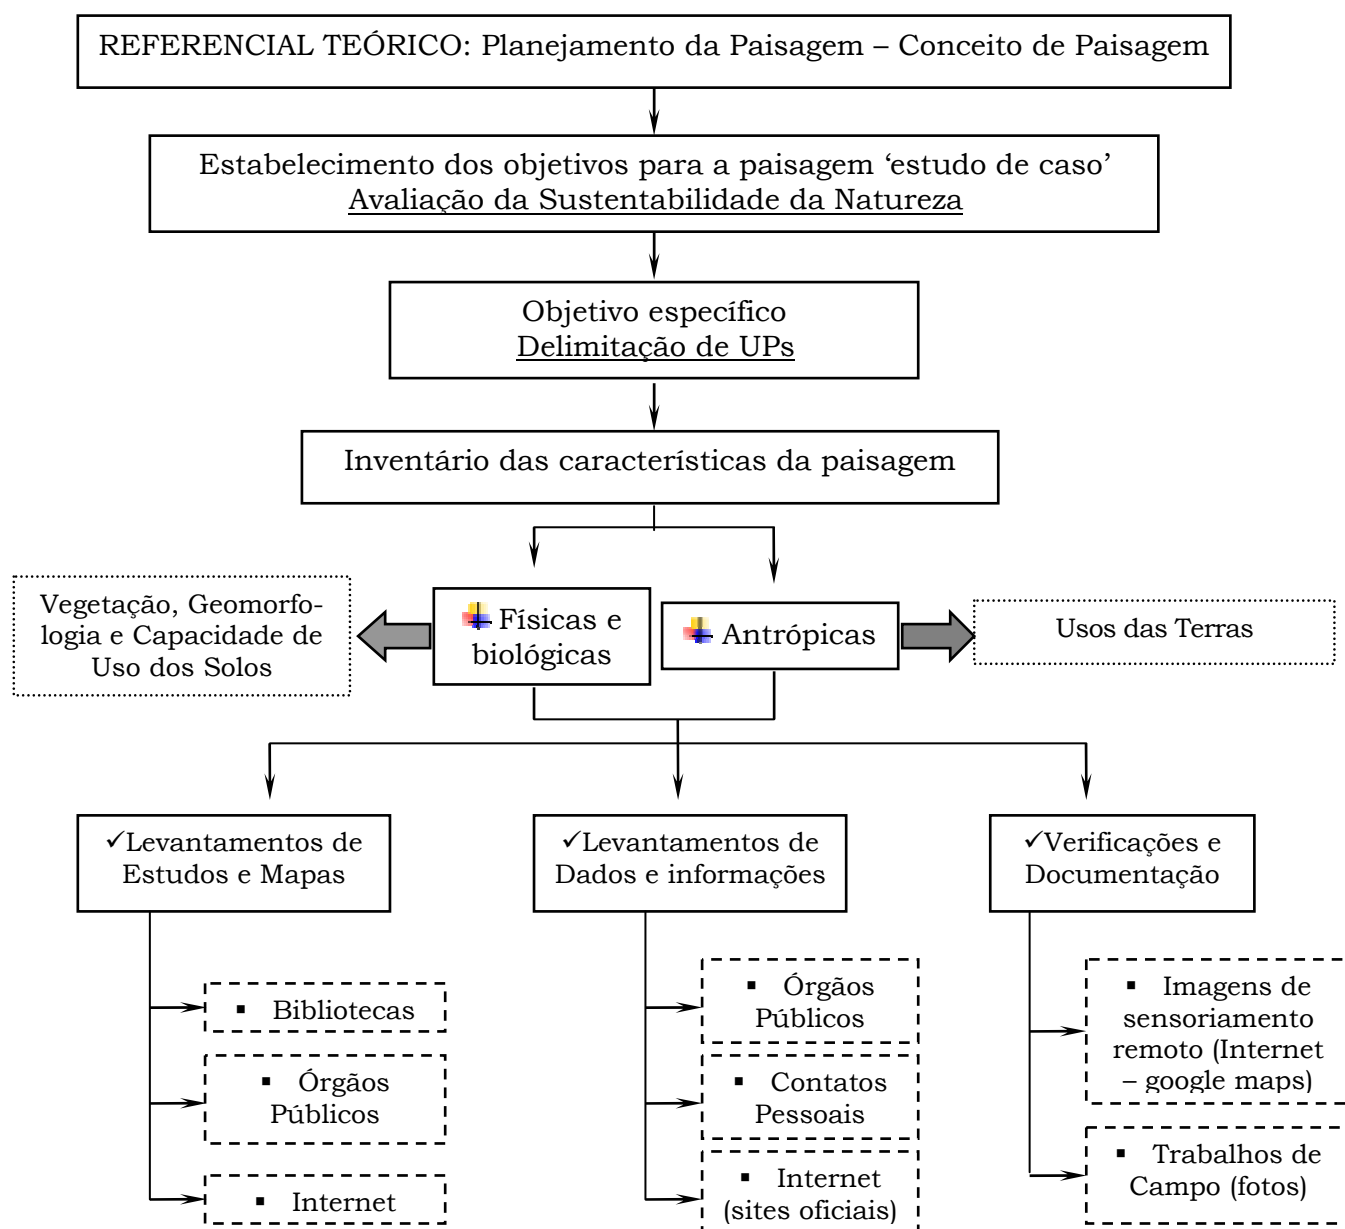 REFERENCIAL TEÓRICO: Planejamento da Paisagem – Conceito de Paisagem
Estabelecimento dos objetivos para a paisagem ‘estudo de caso’
Avaliação da Sustentabilidade da Natureza
Objetivo específico
Delimitação de UPs
Inventário das características da paisagem
Vegetação, Geomorfo-
logia e Capacidade de
Uso dos Solos
Físicas e
biológicas
Antrópicas
Usos das Terras
✓Levantamentos de
Estudos e Mapas
✓Levantamentos de
Dados e informações
✓Verificações e
Documentação
▪ Bibliotecas
▪ Órgãos
Públicos
▪ Internet
▪ Órgãos
Públicos
▪ Contatos
Pessoais
▪ Internet
(sites oficiais)
▪ Imagens de
sensoriamento
remoto (Internet
– google maps)
▪ Trabalhos de
Campo (fotos)